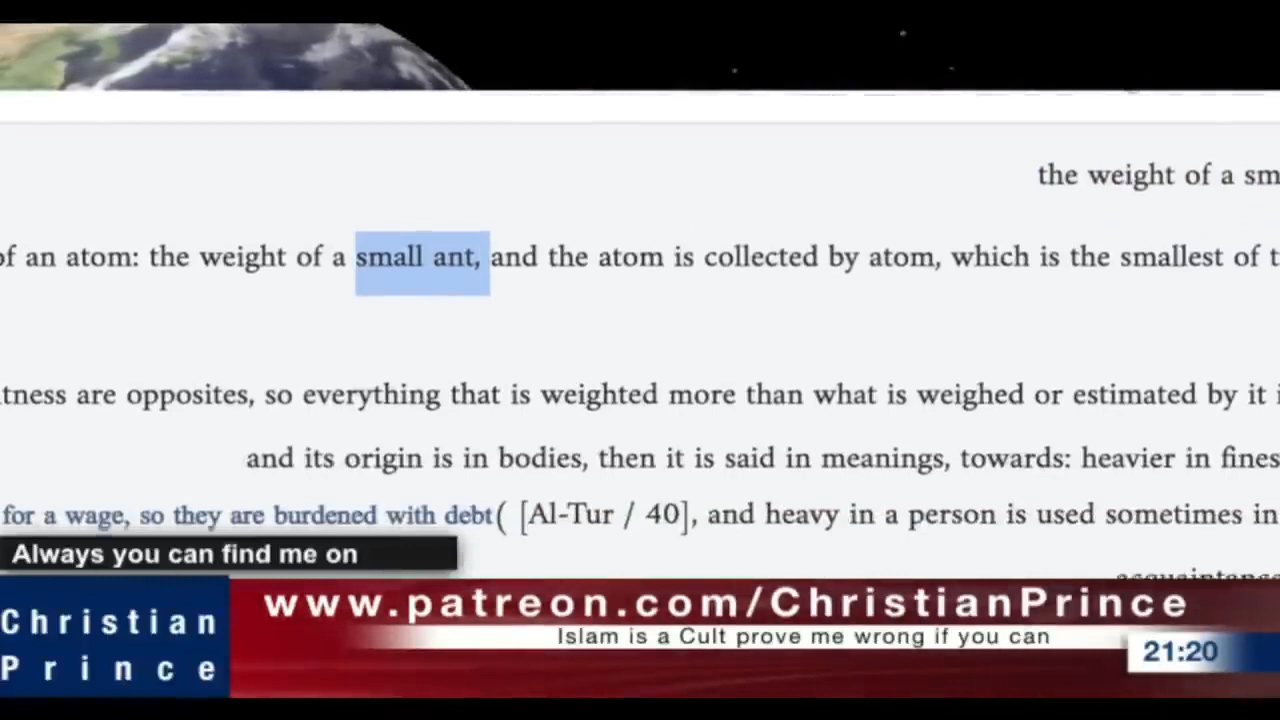 the weight of a sm
of an atom: the weight of a small ant, and the atom is collected by atom, which is the smallest of t
tness are opposites, so everything that is weighted more than what is weighed or estimated by it i
and its origin is in bodies, then it is said in meanings, towards: heavier in fines
for a wage, so they are burdened with debt( [Al-Tur / 40], and heavy in a person is used sometimes in
Always you can find me on
www.patreon.com/ChristianPrince
Islam is a Cult prove me wrong if you can
Christian
Prince
21:20